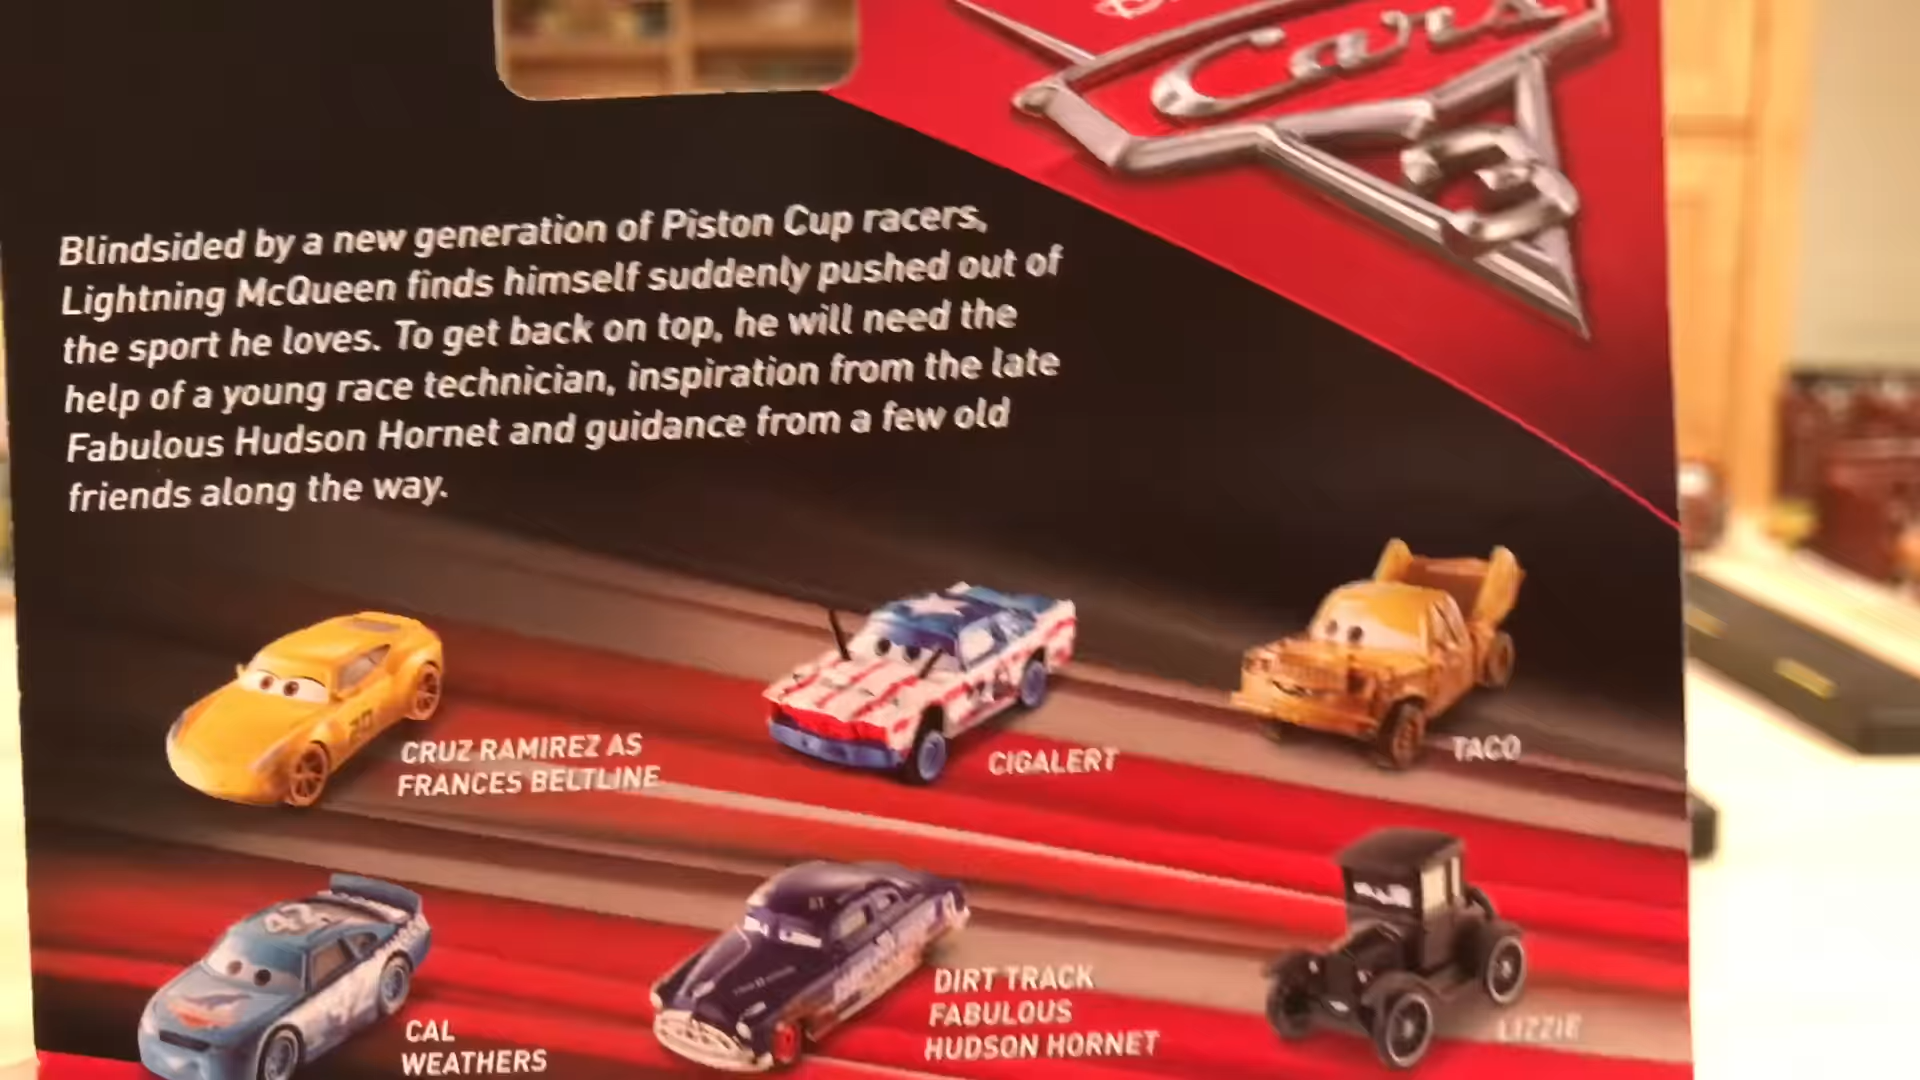 Cars
3
Blindsided by a new generation of Piston Cup racers,
Lightning McQueen finds himself suddenly pushed out of
the sport he loves. To get back on top, he will need the
help of a young race technician, inspiration from the late
Fabulous Hudson Hornet and guidance from a few old
friends along the way.
CRUZ RAMIREZ AS
FRANCES BELTLINE
CIGALERT
TACO
CAL
WEATHERS
DIRT TRACK
FABULOUS
HUDSON HORNET
LIZZIE